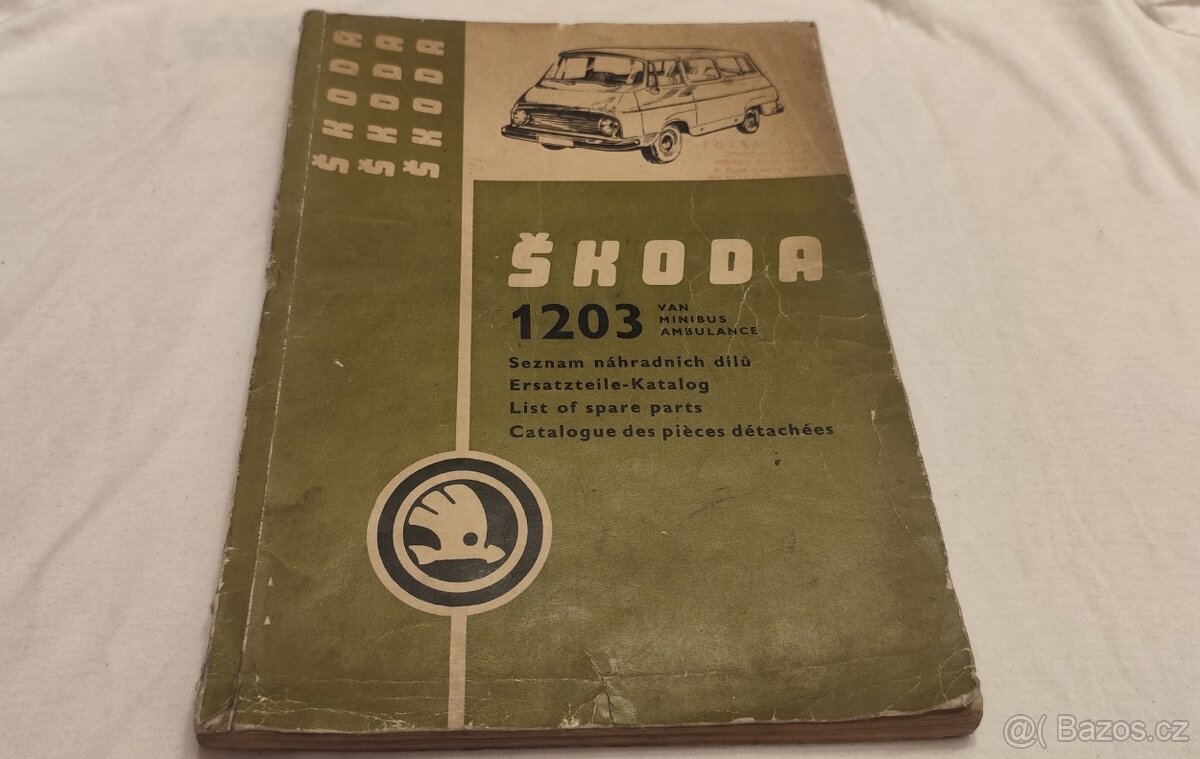 ŠKODA
ŠKODA
ŠKODA
ŠKODA
1203
VAN
MINIBUS
AMBULANCE
Seznam náhradních dílů
Ersatzteile-Katalog
List of spare parts
Catalogue des pièces détachées
Bazos.cz